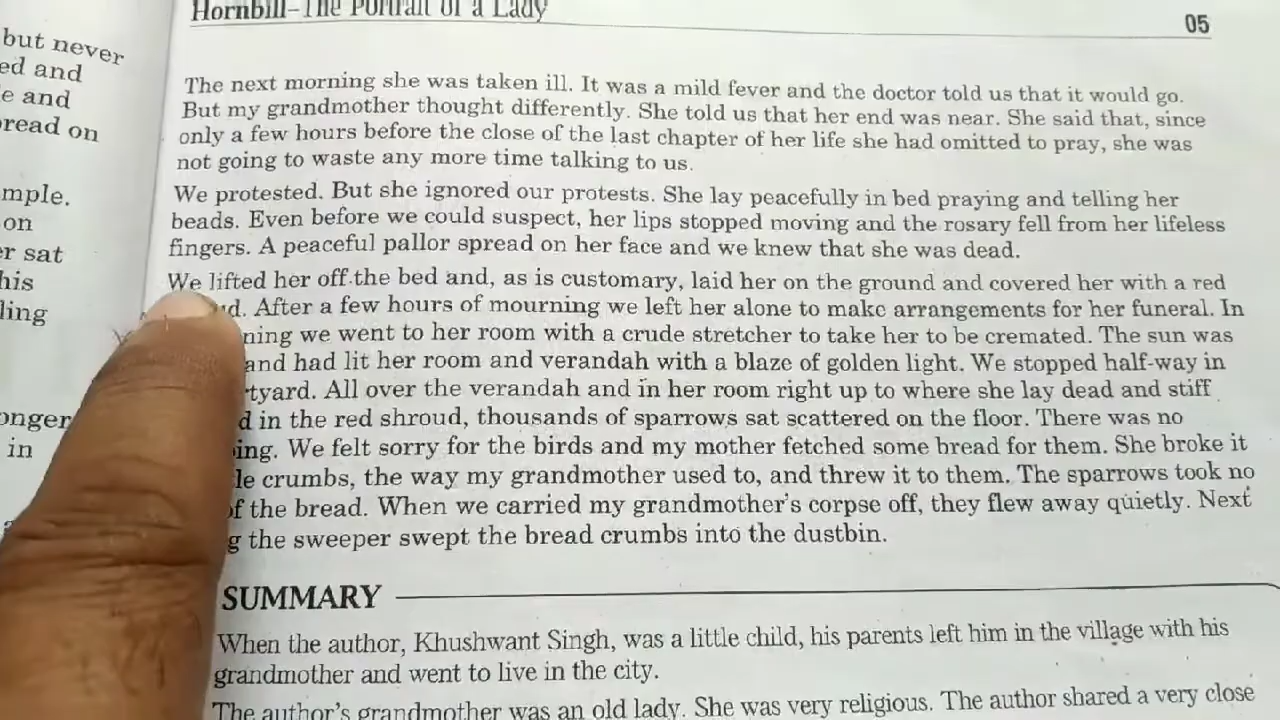 Hornbill-The Portrait of a Lady
05
but never
ed and
e and
read on
mple.
on
er sat
his
ling
onger
in
The next morning she was taken ill. It was a mild fever and the doctor told us that it would go.
But my grandmother thought differently. She told us that her end was near. She said that, since
only a few hours before the close of the last chapter of her life she had omitted to pray, she was
not going to waste any more time talking to us.
We protested. But she ignored our protests. She lay peacefully in bed praying and telling her
beads. Even before we could suspect, her lips stopped moving and the rosary fell from her lifeless
fingers. A peaceful pallor spread on her face and we knew that she was dead.
We lifted her off the bed and, as is customary, laid her on the ground and covered her with a red
ud. After a few hours of mourning we left her alone to make arrangements for her funeral. In
ning we went to her room with a crude stretcher to take her to be cremated. The sun was
and had lit her room and verandah with a blaze of golden light. We stopped half-way in
tyard. All over the verandah and in her room right up to where she lay dead and stiff
d in the red shroud, thousands of sparrows sat scattered on the floor. There was no
ing. We felt sorry for the birds and my mother fetched some bread for them. She broke it
le crumbs, the way my grandmother used to, and threw it to them. The sparrows took no
of the bread. When we carried my grandmother's corpse off, they flew away quietly. Next
g the sweeper swept the bread crumbs into the dustbin.
SUMMARY
When the author, Khushwant Singh, was a little child, his parents left him in the village with his
grandmother and went to live in the city.
The author's grandmother was an old lady. She was very religious. The author shared a very close